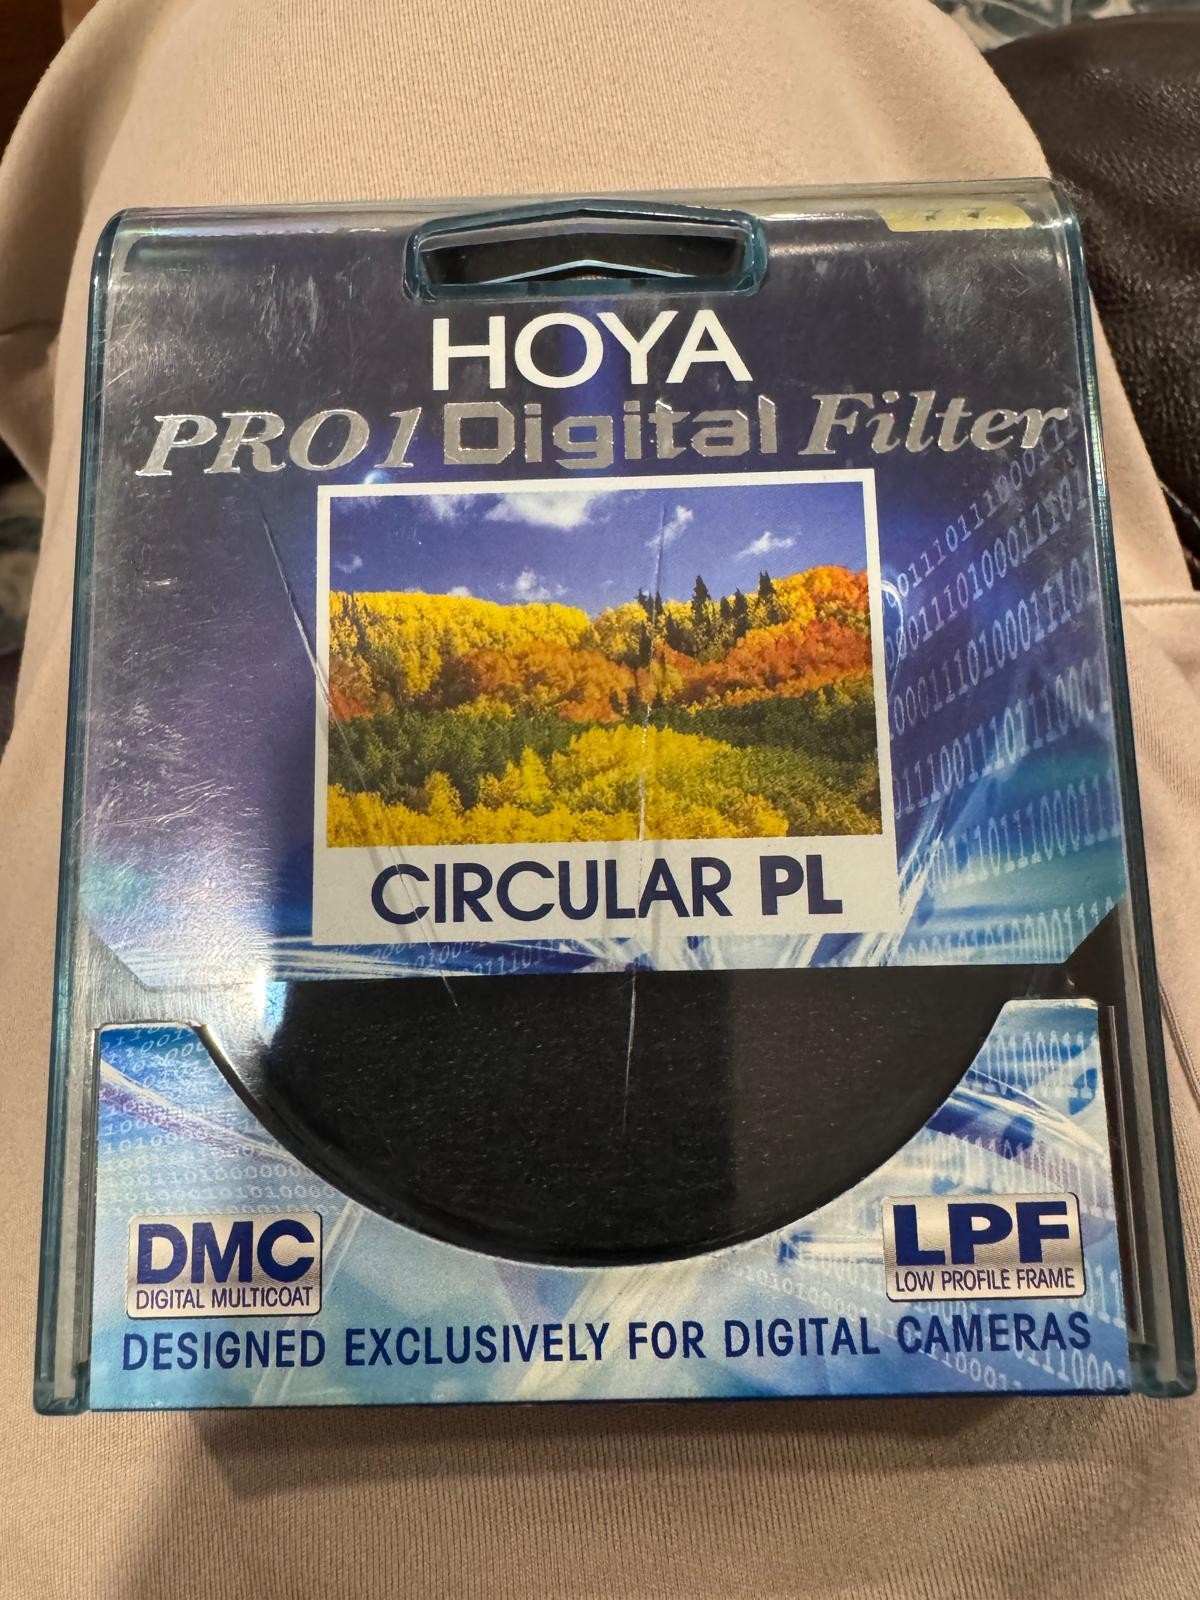 HOYA
PRO1 Digital Filter
CIRCULAR PL
DMC
DIGITAL MULTICOAT
LPF
LOW PROFILE FRAME
DESIGNED EXCLUSIVELY FOR DIGITAL CAMERAS